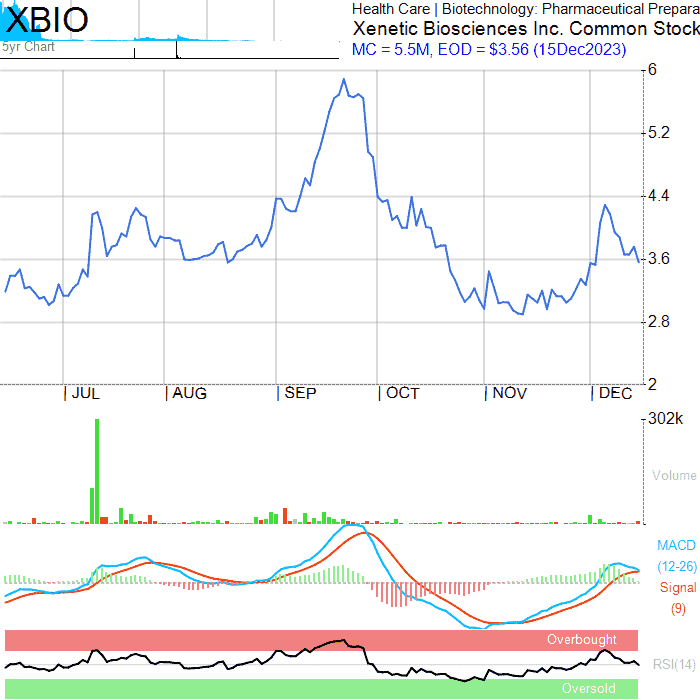 XBIO
5yr Chart
Health Care | Biotechnology: Pharmaceutical Prepara
Xenetic Biosciences Inc. Common Stock
MC = 5.5M, EOD = $3.56 (15Dec2023)
6
5.2
4.4
3.6
2.8
2
JUL AUG SEP OCT NOV DEC
302k
Volume
MACD
(12-26)
Signal
(9)
Overbought
RSI(14)
Oversold